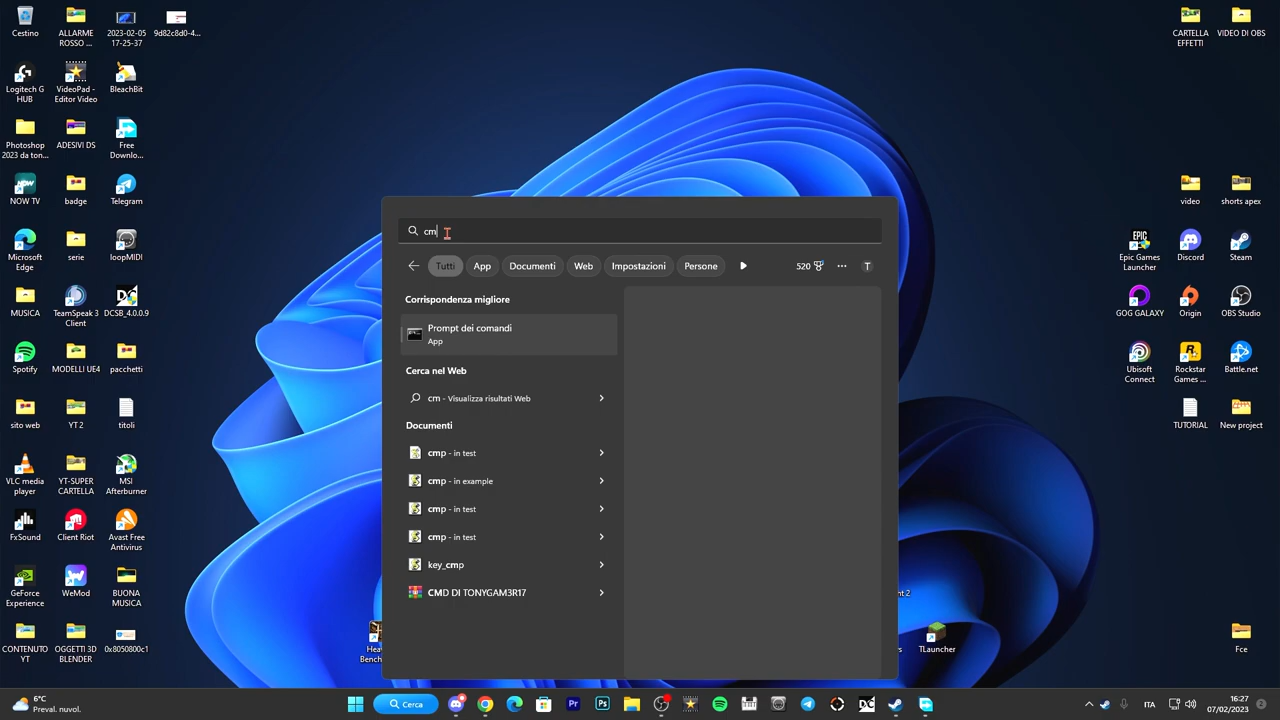 Cestino
ALLARME
ROSSO ...
2023-02-05
17-25-37
9d82c8d0-4...
CARTELLA
EFFETTI
VIDEO DI OBS
Logitech G
HUB
VideoPad -
Editor Video
BleachBit
Photoshop
2023 da ton...
ADESIVI DS
Free
Downlo...
NOW TV
badge
Telegram
video
shorts apex
Microsoft
Edge
serie
loopMIDI
EPIC
Epic Games
Launcher
Discord
Steam
MUSICA
TeamSpeak 3
Client
DCSB_4.0.0.9
GOG GALAXY
Origin
OBS Studio
Spotify
MODELLI UE4
pacchetti
Ubisoft
Connect
Rockstar
Games ...
Battle.net
sito web
YT 2
titoli
TUTORIAL
New project
VLC media
player
YT-SUPER
CARTELLA
MSI
Afterburner
FxSound
Client Riot
Avast Free
Antivirus
GeForce
Experience
WeMod
BUONA
MUSICA
CONTENUTO
YT
OGGETTI 3D
BLENDER
0x8050800c1
Heav
Bench
nt 2
TLauncher
Fce
cm
Tutti
App
Documenti
Web
Impostazioni
Persone
520
T
Corrispondenza migliore
Prompt dei comandi
App
Cerca nel Web
cm - Visualizza risultati Web
Documenti
cmp - in test
cmp - in example
cmp - in test
cmp - in test
key_cmp
CMD DI TONYGAM3R17
6°C
Preval. nuvol.
Cerca
Pr
Ps
ITA
16:27
07/02/2023
2